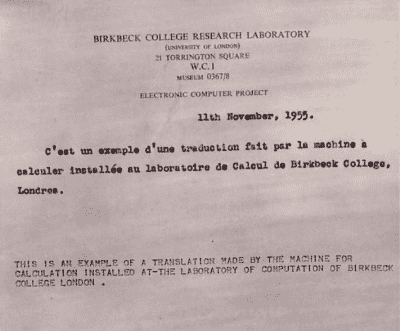 BIRKBECK COLLEGE RESEARCH LABORATORY
(UNIVERSITY OF LONDON)
21 TORRINGTON SQUARE
W.C.1
MUSEUM 0367/8
ELECTRONIC COMPUTER PROJECT
11th November, 1955.
C'est un exemple d'une traduction fait par la machine à
calculer installée au laboratoire de Calcul de Birkbeck College,
Londres.
THIS IS AN EXAMPLE OF A TRANSLATION MADE BY THE MACHINE FOR
CALCULATION INSTALLED AT-THE LABORATORY OF COMPUTATION OF BIRKBECK
COLLEGE LONDON .